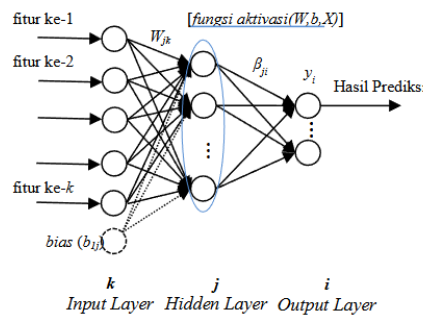 fitur ke-1
W_jk
[fungsi aktivasi(W,b,X)]
fitur ke-2
β_ji
y_i
Hasil Prediksi
fitur ke-k
bias (b_1j)
k
j
i
Input Layer
Hidden Layer
Output Layer